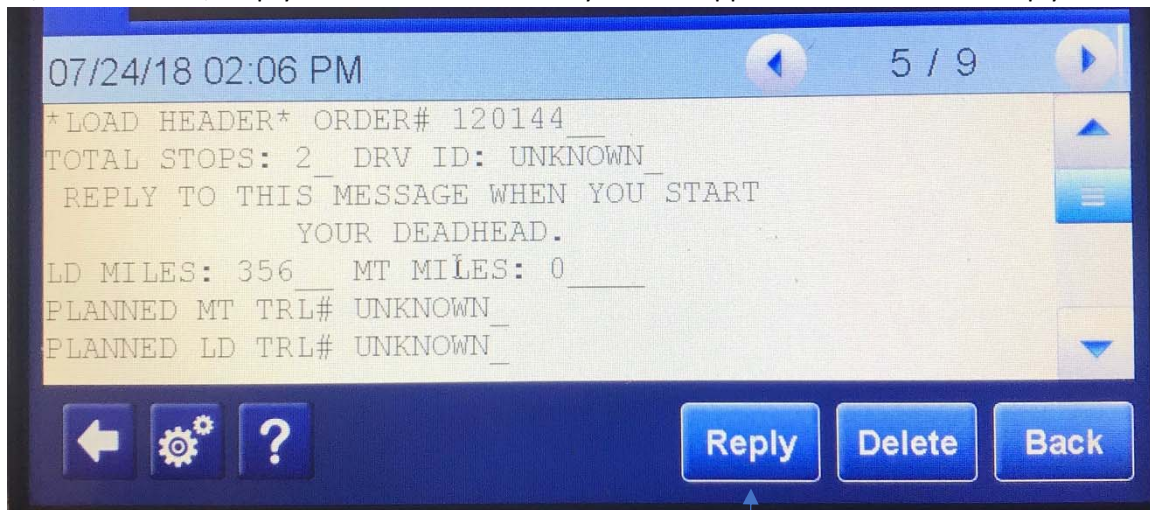 07/24/18 02:06 PM 5 / 9
*LOAD HEADER* ORDER# 120144__
TOTAL STOPS: 2_ DRV ID: UNKNOWN_
REPLY TO THIS MESSAGE WHEN YOU START
YOUR DEADHEAD.
LD MILES: 356__ MT MILES: 0____
PLANNED MT TRL# UNKNOWN_
PLANNED LD TRL# UNKNOWN_
? Reply Delete Back